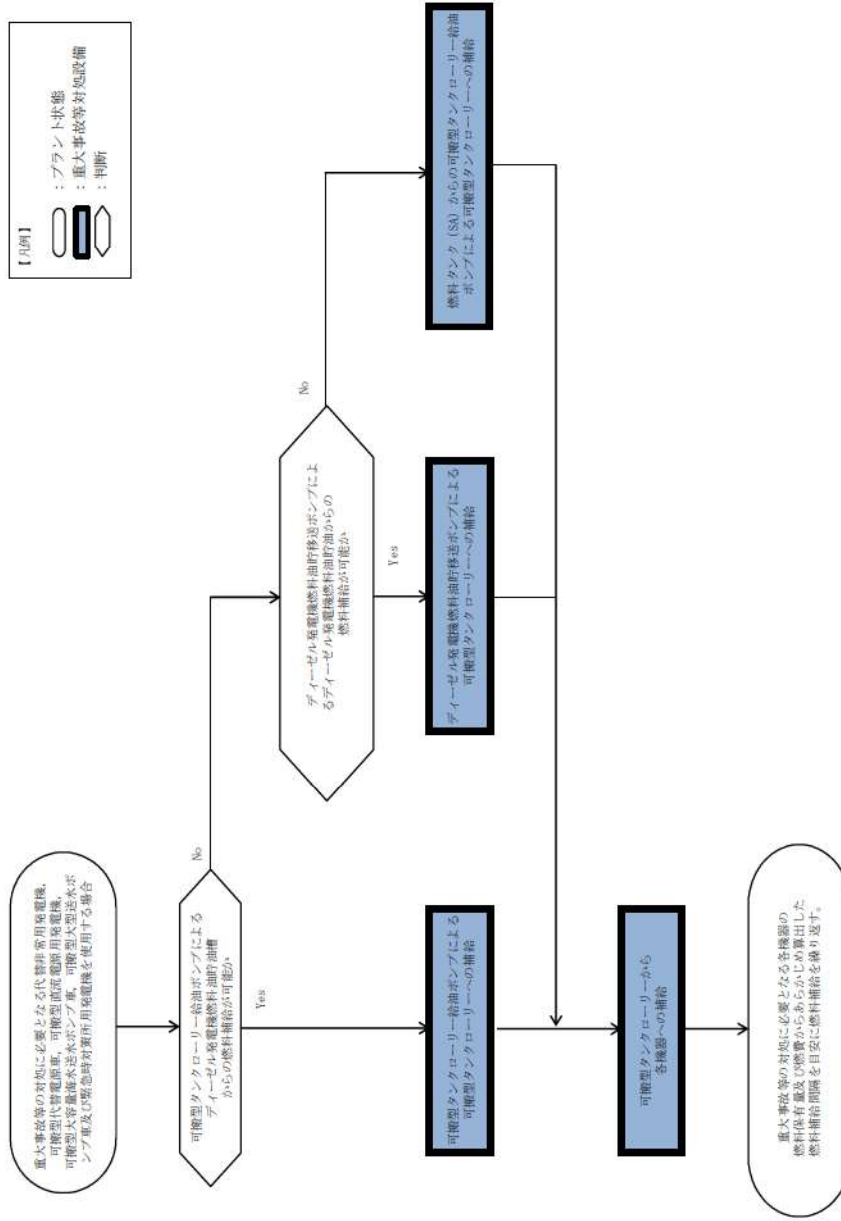 【凡例】
：プラント状態
：重大事故等対処設備
：判断
重大事故等の対処に必要となる代替非常用発電機，
可搬型代替電源車，可搬型直流電源用発電機，
可搬型大容量海水送水ポンプ車，可搬型大型送水ポ
ンプ車及び緊急時対策所用発電機を使用する場合
可搬型タンクローリー給油ポンプによる
ディーゼル発電機燃料油貯油槽
からの燃料補給が可能か
No
Yes
ディーゼル発電機燃料油貯移送ポンプによ
るディーゼル発電機燃料油貯油からの
燃料補給が可能か
No
Yes
可搬型タンクローリー給油ポンプによる
可搬型タンクローリーへの補給
ディーゼル発電機燃料油貯移送ポンプによる
可搬型タンクローリーへの補給
燃料タンク（SA）からの可搬型タンクローリー給油
ポンプによる可搬型タンクローリーへの補給
可搬型タンクローリーから
各機器への補給
重大事故等の対処に必要となる各機器の
燃料保有量及び燃費からあらかじめ算出した
燃料補給間隔を目安に燃料補給を繰り返す。